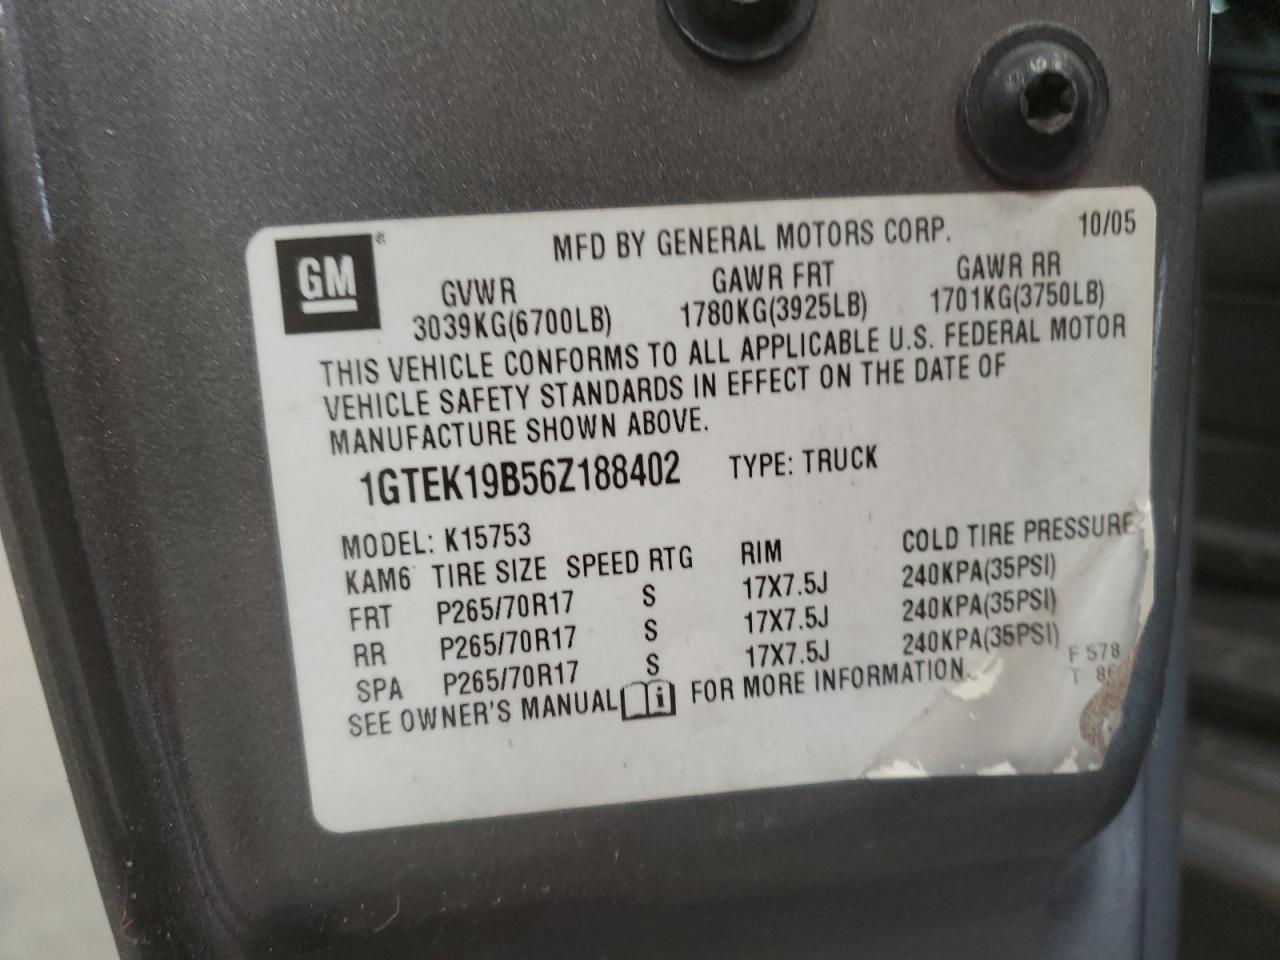 GM®
MFD BY GENERAL MOTORS CORP. 10/05
GVWR GAWR FRT GAWR RR
3039KG(6700LB) 1780KG(3925LB) 1701KG(3750LB)
THIS VEHICLE CONFORMS TO ALL APPLICABLE U.S. FEDERAL MOTOR
VEHICLE SAFETY STANDARDS IN EFFECT ON THE DATE OF
MANUFACTURE SHOWN ABOVE.
1GTEK19B56Z188402 TYPE: TRUCK
MODEL: K15753
KAM6 TIRE SIZE SPEED RTG RIM COLD TIRE PRESSURE
FRT P265/70R17 S 17X7.5J 240KPA(35PSI)
RR P265/70R17 S 17X7.5J 240KPA(35PSI)
SPA P265/70R17 S 17X7.5J 240KPA(35PSI)
SEE OWNER'S MANUAL i FOR MORE INFORMATION.
F 578
T